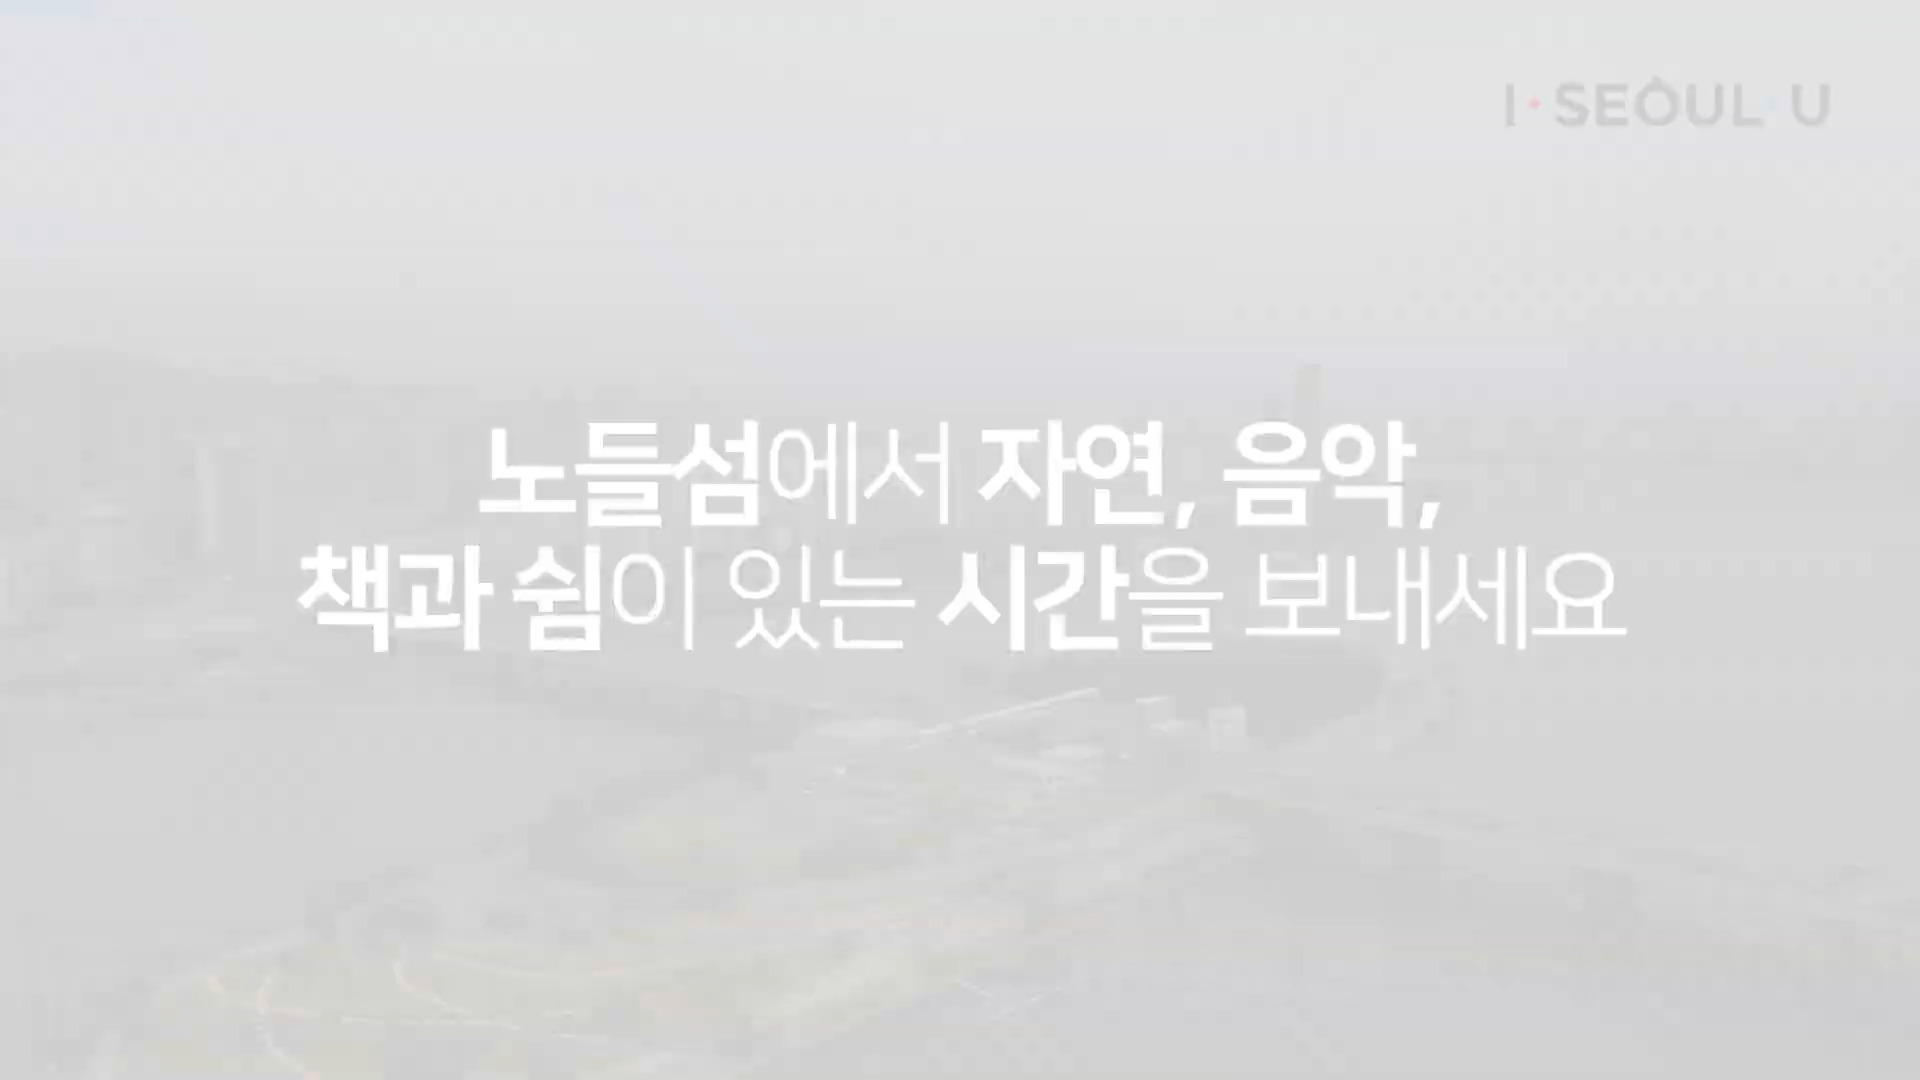 I·SEOUL·U
노들섬에서 자연, 음악,
책과 쉼이 있는 시간을 보내세요